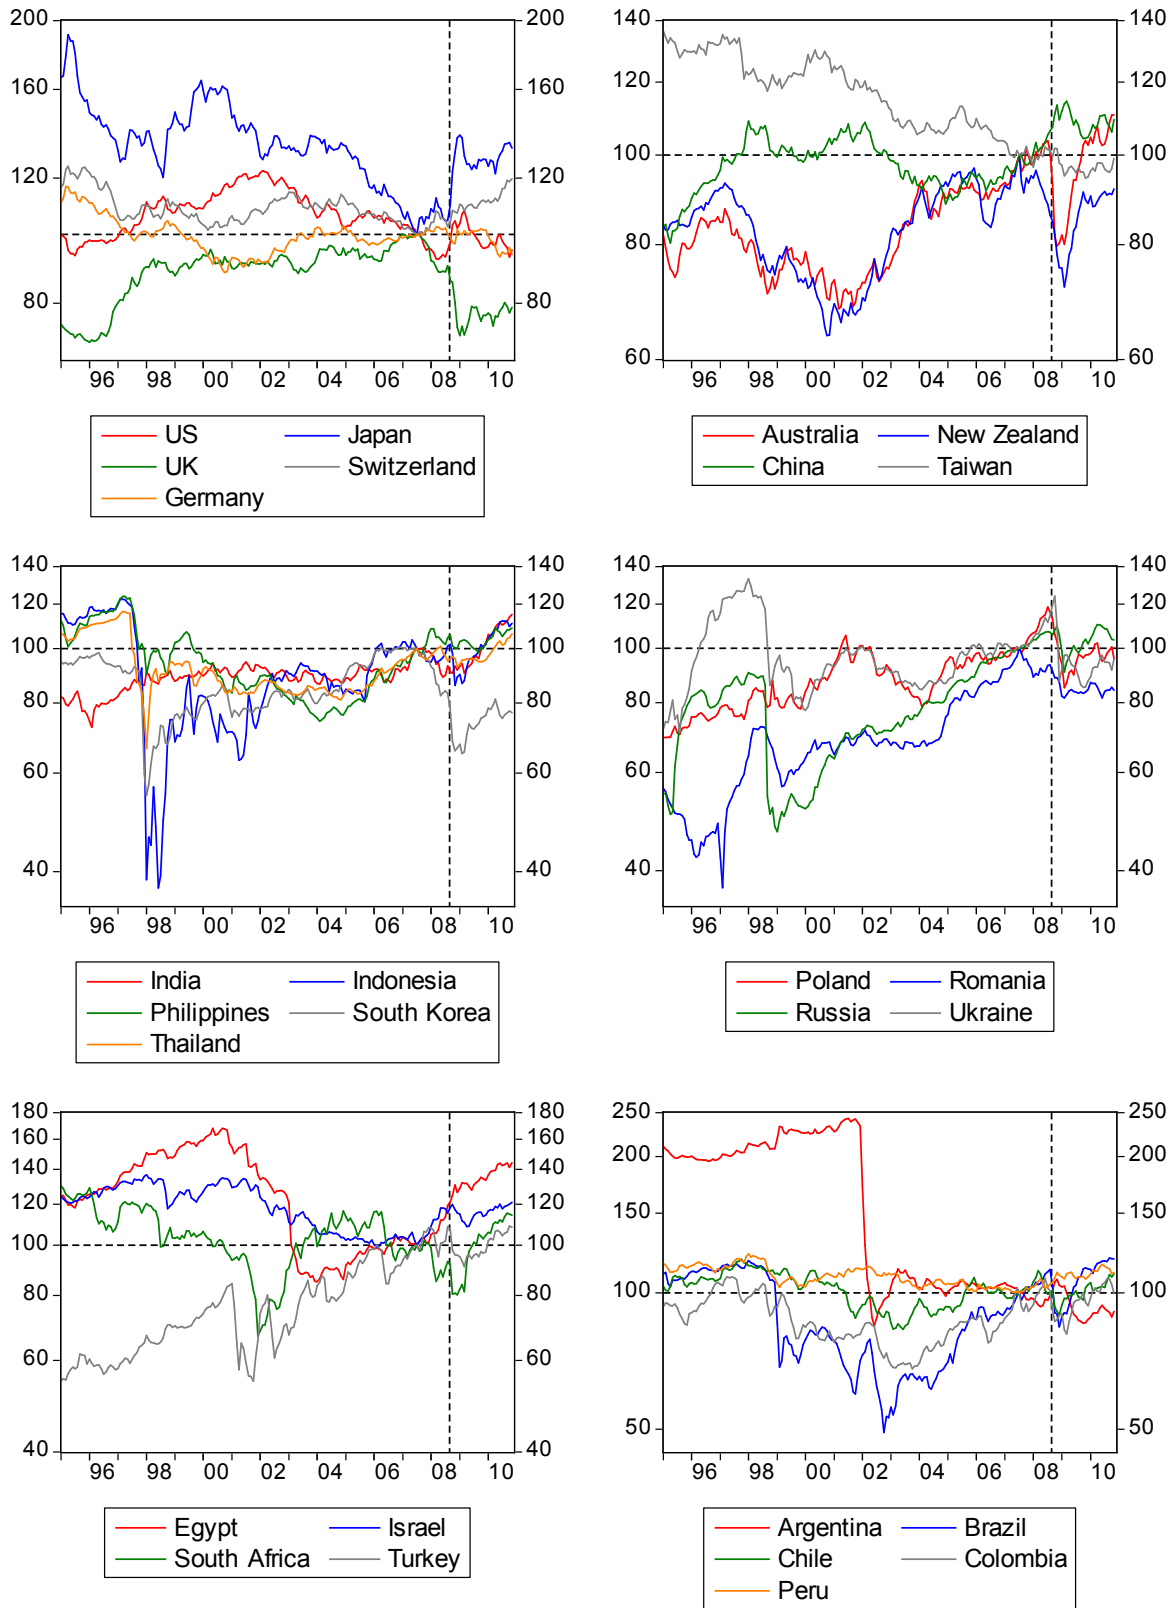 200 200 140 140
160 160 120 120
120 120 100 100
80 80 80 80
60 60
96 98 00 02 04 06 08 10 96 98 00 02 04 06 08 10
US Japan Australia New Zealand
UK Switzerland China Taiwan
Germany
140 140 140 140
120 120 120 120
100 100 100 100
80 80 80 80
60 60 60 60
40 40 40 40
96 98 00 02 04 06 08 10 96 98 00 02 04 06 08 10
India Indonesia Poland Romania
Philippines South Korea Russia Ukraine
Thailand
180 180 250 250
160 160 200 200
140 140
120 120 150 150
100 100 100 100
80 80
60 60 50 50
40 40
96 98 00 02 04 06 08 10 96 98 00 02 04 06 08 10
Egypt Israel Argentina Brazil
South Africa Turkey Chile Colombia
Peru